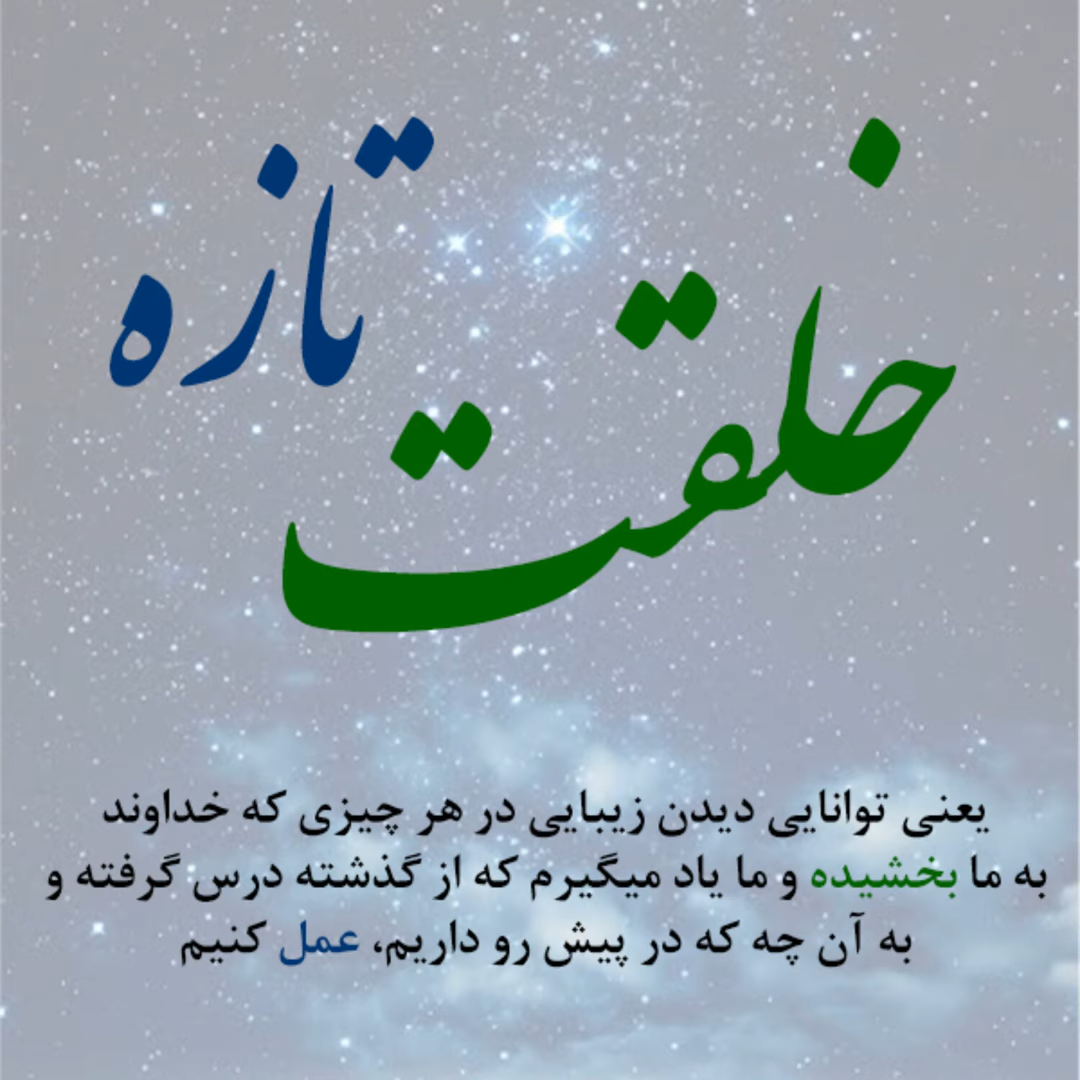 خلقت تازه
یعنی توانایی دیدن زیبایی در هر چیزی که خداوند
به ما بخشیده و ما یاد میگیرم که از گذشته درس گرفته و
به آن چه که در پیش رو داریم، عمل کنیم